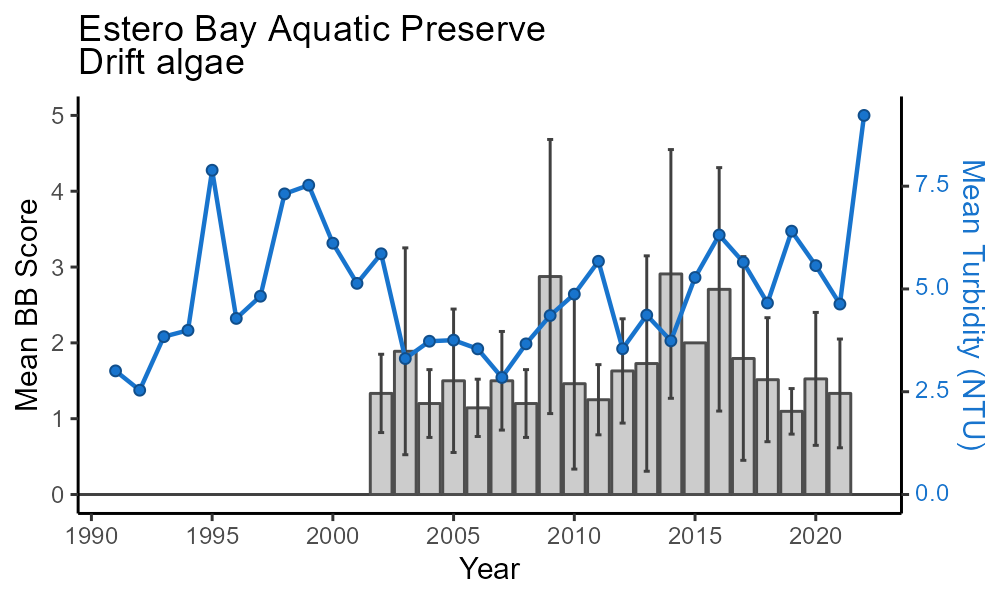 Estero Bay Aquatic Preserve
Drift algae
Mean BB Score
5
4
3
2
1
0
7.5
5.0
2.5
0.0
Mean Turbidity (NTU)
1990 1995 2000 2005 2010 2015 2020
Year